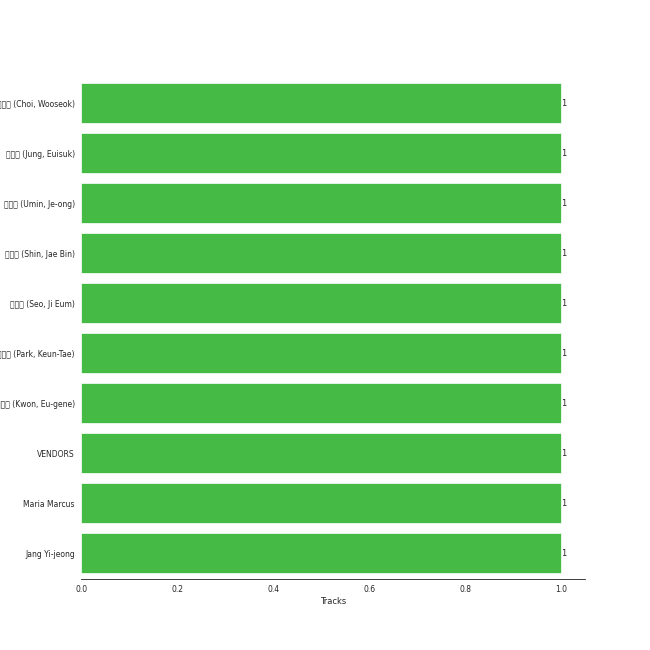 (Choi, Wooseok)
1
(Jung, Euisuk)
1
(Umin, Je-ong)
1
(Shin, Jae Bin)
1
(Seo, Ji Eum)
1
(Park, Keun-Tae)
1
(Kwon, Eu-gene)
1
VENDORS
1
Maria Marcus
1
Jang Yi-jeong
1
0.0 0.2 0.4 0.6 0.8 1.0
Tracks